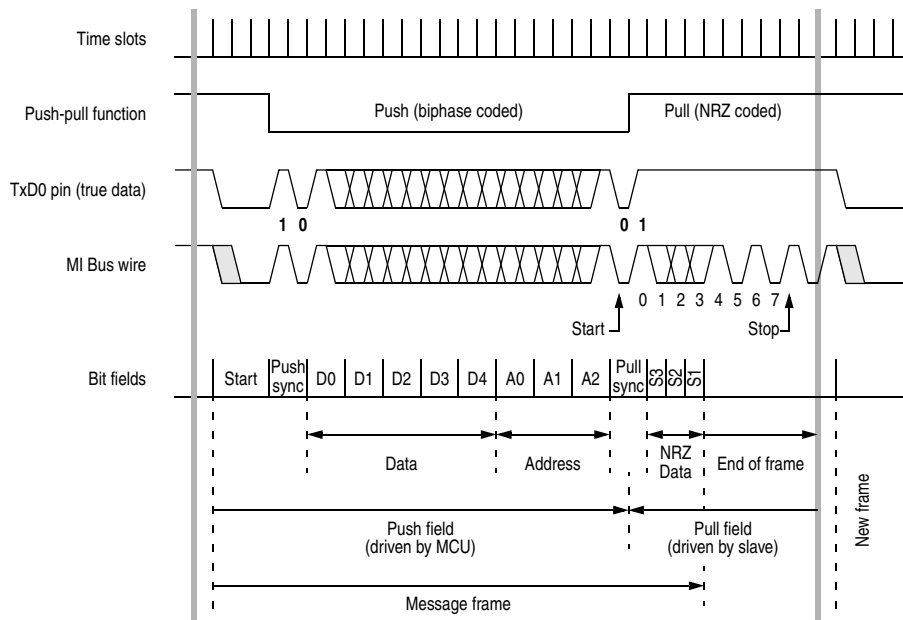 Time slots
Push-pull function
Push (biphase coded)
Pull (NRZ coded)
TxD0 pin (true data)
1 0
0 1
MI Bus wire
0 1 2 3 4 5 6 7
Start
Stop
Bit fields
Start
Push
sync
D0 D1 D2 D3 D4 A0 A1 A2
Pull
sync
S3
S2
S1
Data
Address
NRZ
Data
End of frame
Push field
(driven by MCU)
Pull field
(driven by slave)
Message frame
New frame